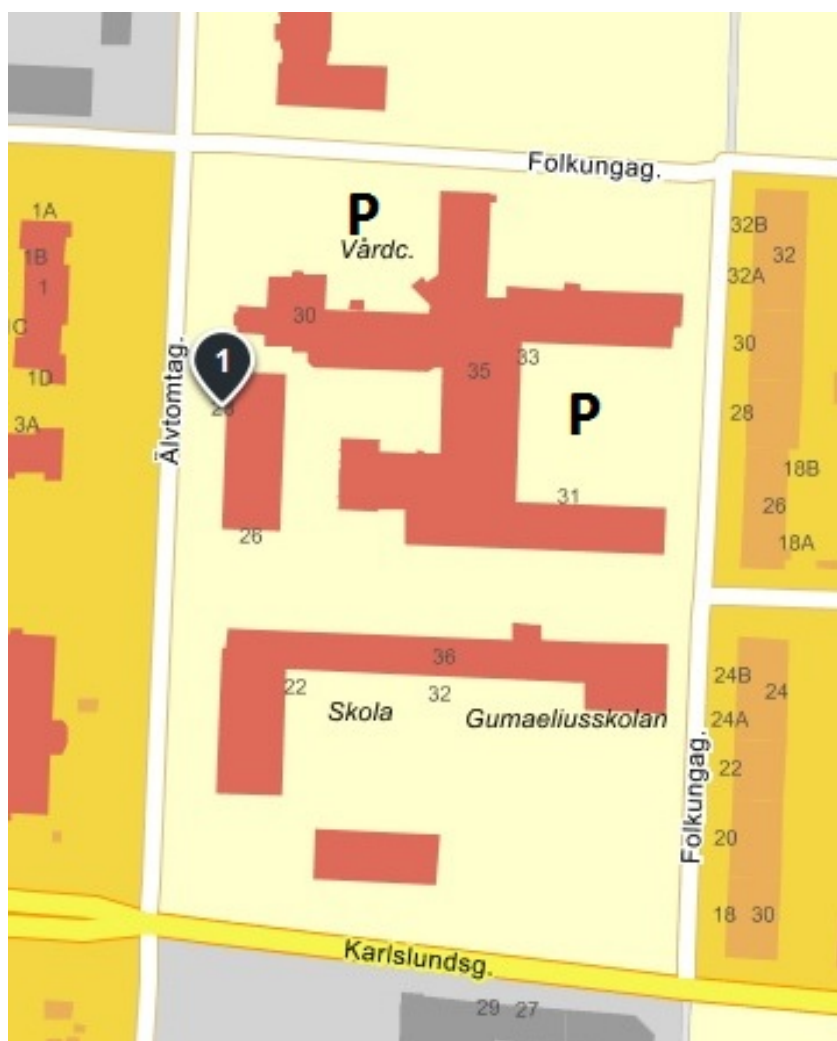 Folkungag.
P
Vårdc.
1A
1B
1
1D
3A
30
1
Älvtomtag.
26
35
33
P
31
32B
32
32A
30
28
18B
26
18A
36
22
32
Skola
Gumaeliusskolan
24B
24
24A
22
20
18
30
Folkungag.
Karlslundsg.
29
27